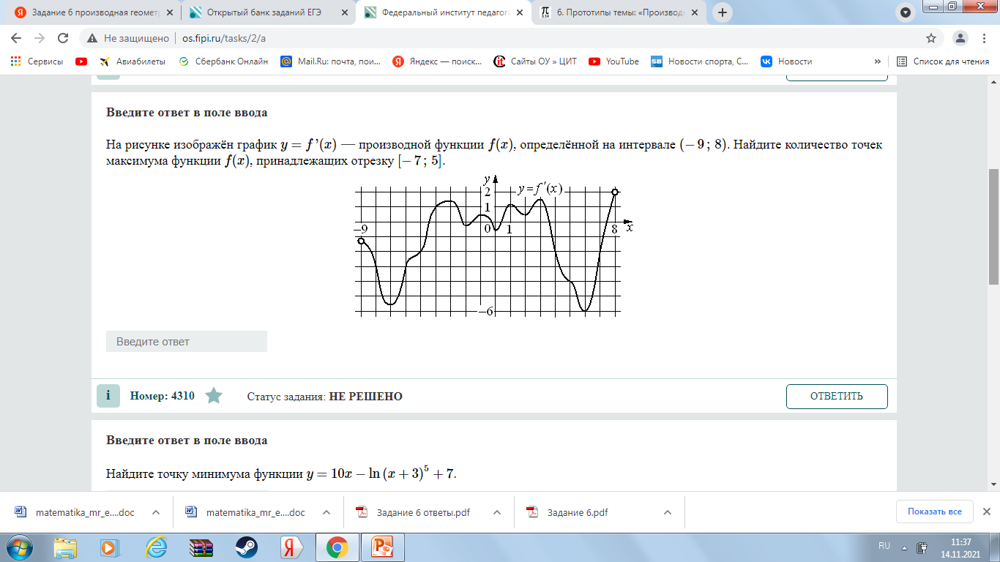 Задание 6 производная геомет
Открытый банк заданий ЕГЭ
Федеральный институт педагог
6. Прототипы темы: «Производ
Не защищено | os.fipi.ru/tasks/2/a
Сервисы
Авиабилеты
Сбербанк Онлайн
Mail.Ru: почта, пои...
Яндекс — поиск...
Сайты ОУ » ЦИТ
YouTube
Новости спорта, С...
Новости
»
Список для чтения
Введите ответ в поле ввода
На рисунке изображён график y = f '(x) — производной функции f(x), определённой на интервале (− 9 ; 8). Найдите количество точек
максимума функции f(x), принадлежащих отрезку [− 7 ; 5].
y
y = f '(x)
2
1
−9
0
1
8
x
−6
Введите ответ
i
Номер: 4310
Статус задания: НЕ РЕШЕНО
ОТВЕТИТЬ
Введите ответ в поле ввода
Найдите точку минимума функции y = 10x − ln (x + 3)⁵ + 7.
matematika_mr_e....doc
matematika_mr_e....doc
Задание 6 ответы.pdf
Задание 6.pdf
Показать все
RU
11:37
14.11.2021